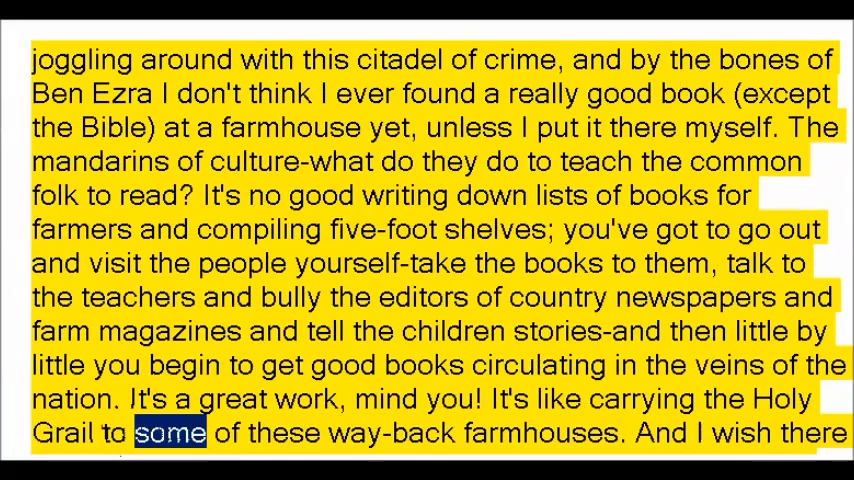 joggling around with this citadel of crime, and by the bones of
Ben Ezra I don't think I ever found a really good book (except
the Bible) at a farmhouse yet, unless I put it there myself. The
mandarins of culture-what do they do to teach the common
folk to read? It's no good writing down lists of books for
farmers and compiling five-foot shelves; you've got to go out
and visit the people yourself-take the books to them, talk to
the teachers and bully the editors of country newspapers and
farm magazines and tell the children stories-and then little by
little you begin to get good books circulating in the veins of the
nation. It's a great work, mind you! It's like carrying the Holy
Grail to some of these way-back farmhouses. And I wish there